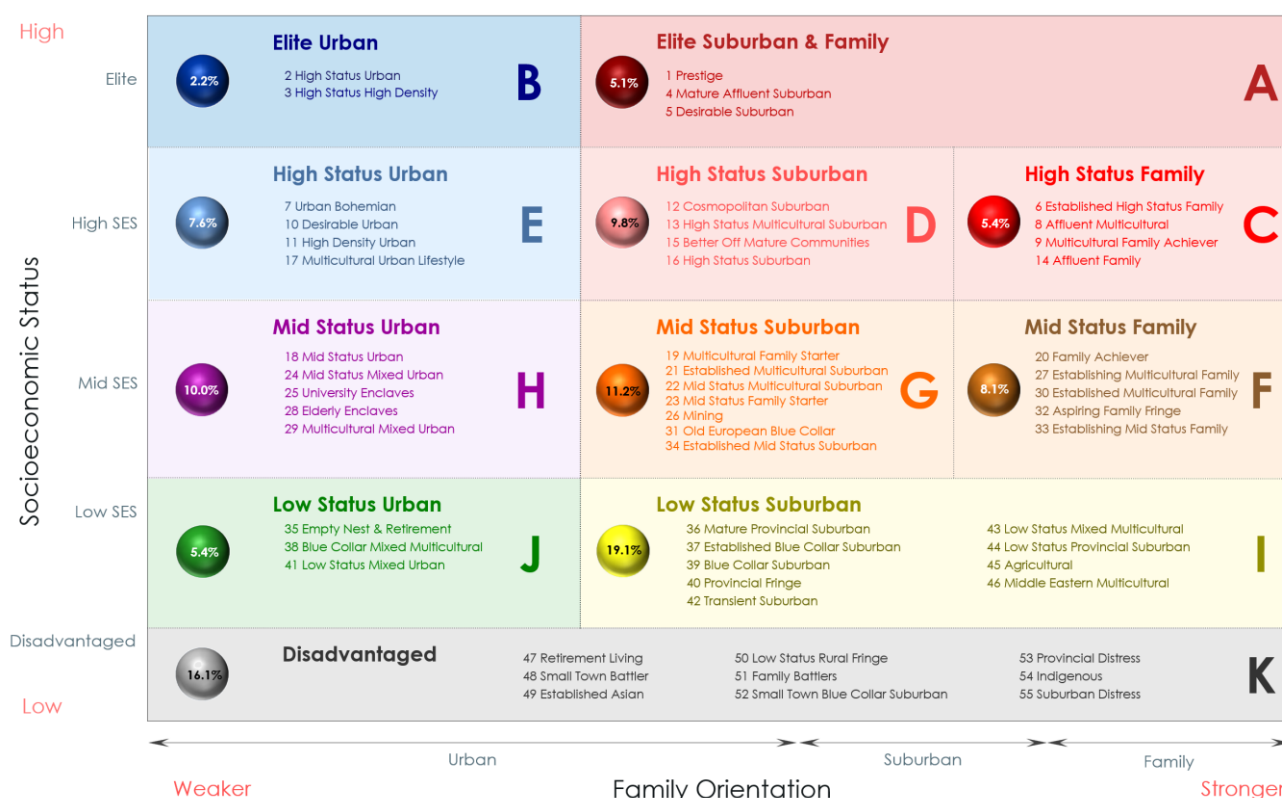 High
Elite Urban
Elite Suburban & Family
Elite
2.2%
2 High Status Urban
3 High Status High Density
B
5.1%
1 Prestige
4 Mature Affluent Suburban
5 Desirable Suburban
A
High Status Urban
High Status Suburban
High Status Family
High SES
7.6%
7 Urban Bohemian
10 Desirable Urban
11 High Density Urban
17 Multicultural Urban Lifestyle
E
9.8%
12 Cosmopolitan Suburban
13 High Status Multicultural Suburban
15 Better Off Mature Communities
16 High Status Suburban
D
5.4%
6 Established High Status Family
8 Affluent Multicultural
9 Multicultural Family Achiever
14 Affluent Family
C
Socioeconomic Status
Mid Status Urban
Mid Status Suburban
Mid Status Family
Mid SES
10.0%
18 Mid Status Urban
24 Mid Status Mixed Urban
25 University Enclaves
28 Elderly Enclaves
29 Multicultural Mixed Urban
H
11.2%
19 Multicultural Family Starter
21 Established Multicultural Suburban
22 Mid Status Multicultural Suburban
23 Mid Status Family Starter
26 Mining
31 Old European Blue Collar
34 Established Mid Status Suburban
G
8.1%
20 Family Achiever
27 Establishing Multicultural Family
30 Established Multicultural Family
32 Aspiring Family Fringe
33 Establishing Mid Status Family
F
Low Status Urban
Low Status Suburban
Low SES
5.4%
35 Empty Nest & Retirement
38 Blue Collar Mixed Multicultural
41 Low Status Mixed Urban
J
19.1%
36 Mature Provincial Suburban
37 Established Blue Collar Suburban
39 Blue Collar Suburban
40 Provincial Fringe
42 Transient Suburban
43 Low Status Mixed Multicultural
44 Low Status Provincial Suburban
45 Agricultural
46 Middle Eastern Multicultural
I
Disadvantaged
Disadvantaged
16.1%
47 Retirement Living
48 Small Town Battler
49 Established Asian
50 Low Status Rural Fringe
51 Family Battlers
52 Small Town Blue Collar Suburban
53 Provincial Distress
54 Indigenous
55 Suburban Distress
K
Low
Urban
Suburban
Family
Weaker
Family Orientation
Stronger